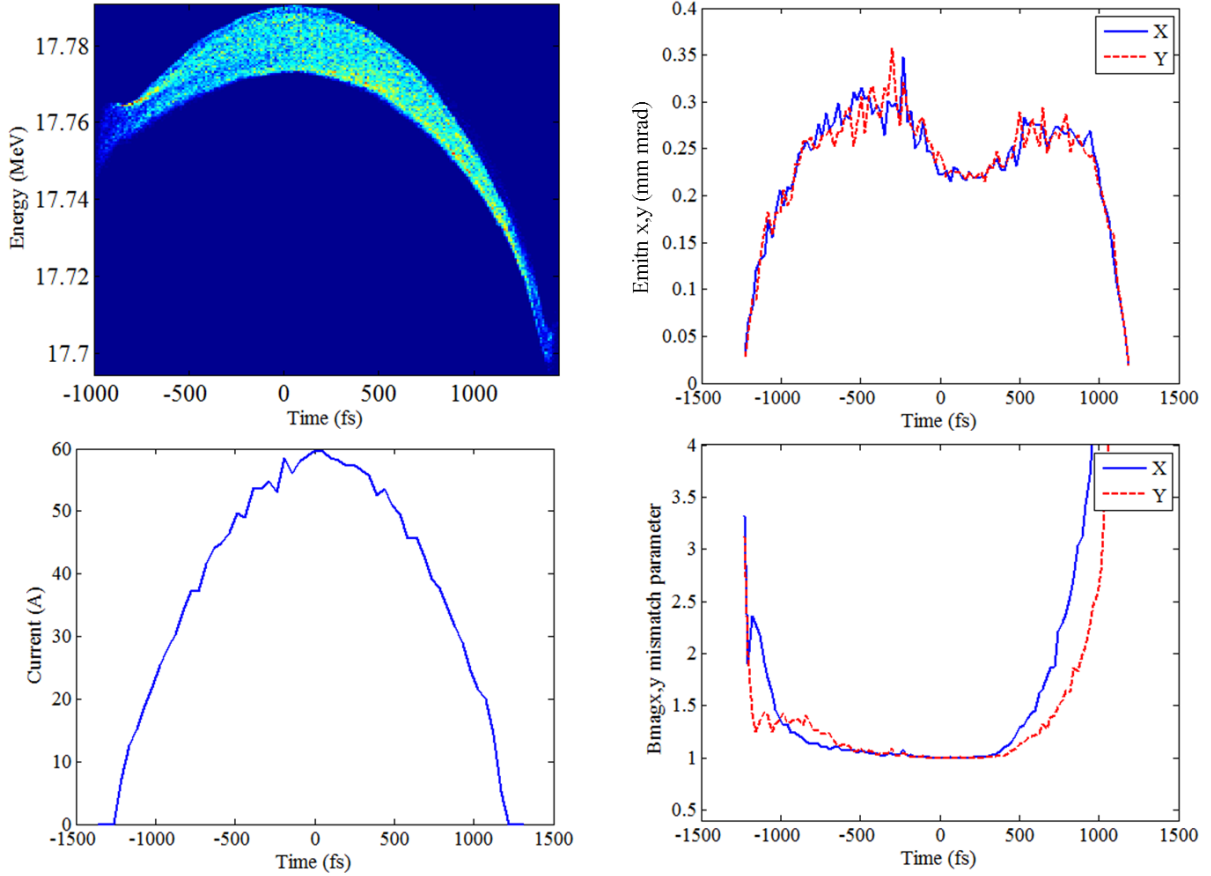 17.78
17.76
17.74
17.72
17.7
Energy (MeV)
-1000 -500 0 500 1000
Time (fs)
0.4
0.35
0.3
0.25
0.2
0.15
0.1
0.05
0
Emitn x,y (mm mrad)
X
Y
-1500 -1000 -500 0 500 1000 1500
Time (fs)
60
50
40
30
20
10
0
Current (A)
-1500 -1000 -500 0 500 1000 1500
Time (fs)
4
3.5
3
2.5
2
1.5
1
0.5
Bmagx,y mismatch parameter
X
Y
-1500 -1000 -500 0 500 1000 1500
Time (fs)